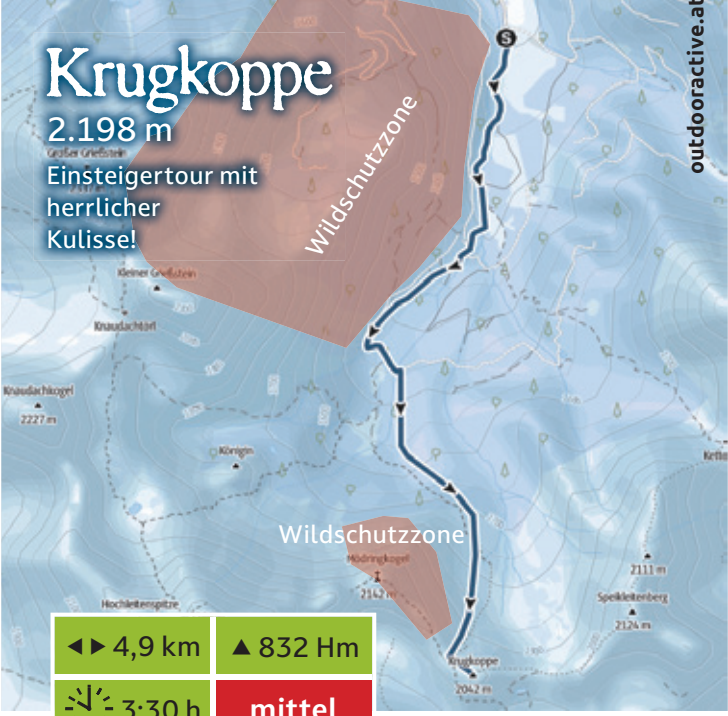 Krugkoppe
2.198 m
Großer Grießstein
Einsteigertour mit
herrlicher
Kulisse!
Wildschutzzone
outdooractive.at
S
Kleiner Grießstein
Knaudachtörl
Knaudachkogel
2227 m
Königin
Wildschutzzone
Mödringkogel
2142 m
Hochleitenspitze
2111 m
Speikleitenberg
2124 m
Krugkoppe
2042 m
4,9 km
832 Hm
3:30 h
mittel